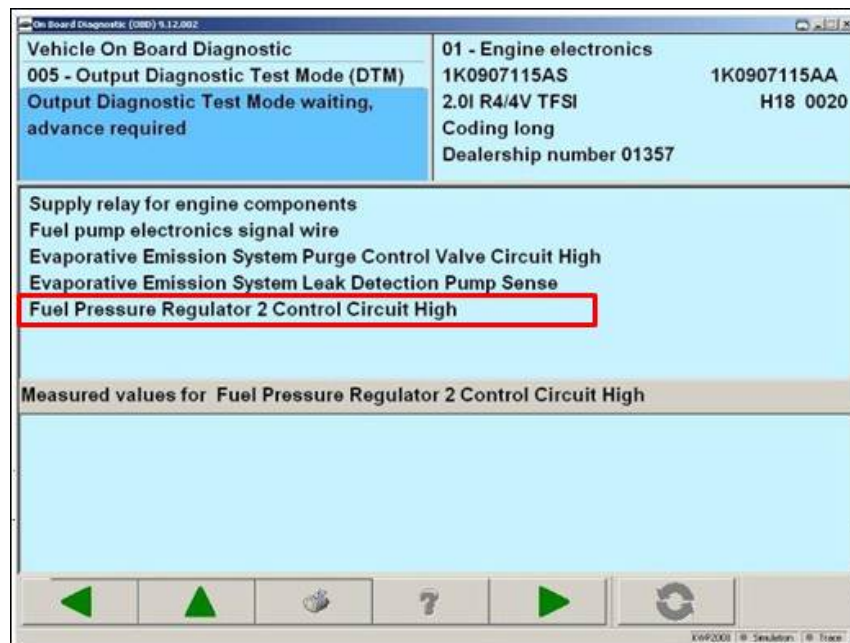 On Board Diagnostic (OBD) 9.12.002
Vehicle On Board Diagnostic
005 - Output Diagnostic Test Mode (DTM)
Output Diagnostic Test Mode waiting,
advance required
01 - Engine electronics
1K0907115AS 1K0907115AA
2.0l R4/4V TFSI H18 0020
Coding long
Dealership number 01357
Supply relay for engine components
Fuel pump electronics signal wire
Evaporative Emission System Purge Control Valve Circuit High
Evaporative Emission System Leak Detection Pump Sense
Fuel Pressure Regulator 2 Control Circuit High
Measured values for Fuel Pressure Regulator 2 Control Circuit High
?
KWP2000 Simulation Trace